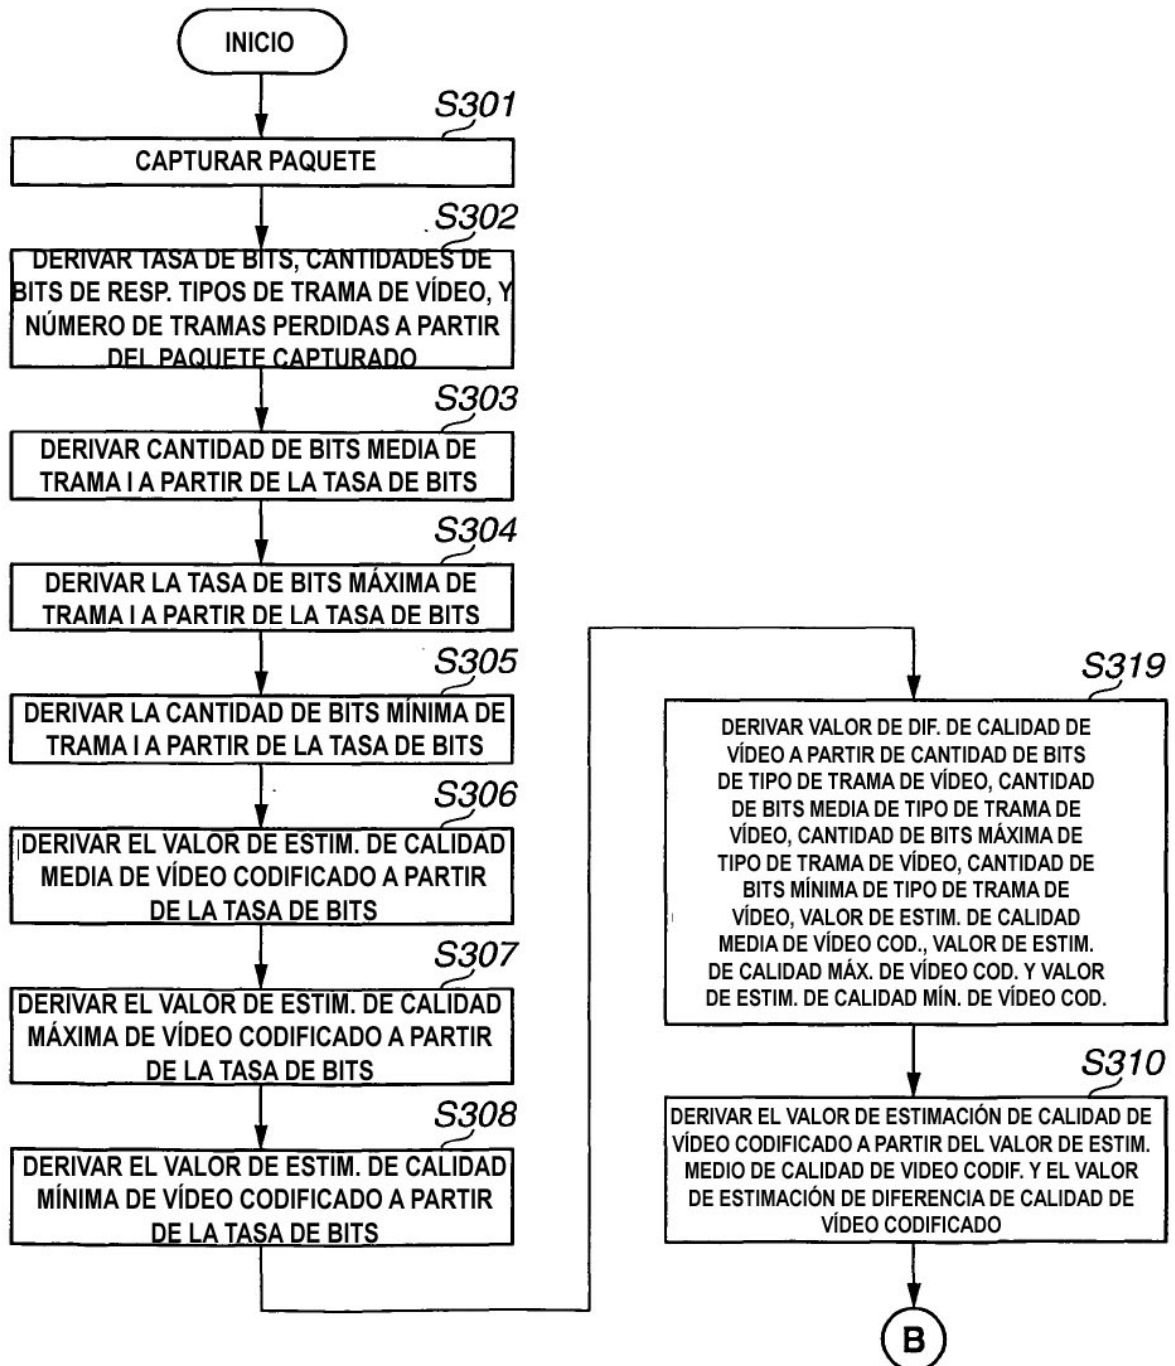 INICIO
S301
CAPTURAR PAQUETE
S302
DERIVAR TASA DE BITS, CANTIDADES DE
BITS DE RESP. TIPOS DE TRAMA DE VÍDEO, Y
NÚMERO DE TRAMAS PERDIDAS A PARTIR
DEL PAQUETE CAPTURADO
S303
DERIVAR CANTIDAD DE BITS MEDIA DE
TRAMA I A PARTIR DE LA TASA DE BITS
S304
DERIVAR LA TASA DE BITS MÁXIMA DE
TRAMA I A PARTIR DE LA TASA DE BITS
S305
DERIVAR LA CANTIDAD DE BITS MÍNIMA DE
TRAMA I A PARTIR DE LA TASA DE BITS
S306
DERIVAR EL VALOR DE ESTIM. DE CALIDAD
MEDIA DE VÍDEO CODIFICADO A PARTIR
DE LA TASA DE BITS
S307
DERIVAR EL VALOR DE ESTIM. DE CALIDAD
MÁXIMA DE VÍDEO CODIFICADO A PARTIR
DE LA TASA DE BITS
S308
DERIVAR EL VALOR DE ESTIM. DE CALIDAD
MÍNIMA DE VÍDEO CODIFICADO A PARTIR
DE LA TASA DE BITS
S319
DERIVAR VALOR DE DIF. DE CALIDAD DE
VÍDEO A PARTIR DE CANTIDAD DE BITS
DE TIPO DE TRAMA DE VÍDEO, CANTIDAD
DE BITS MEDIA DE TIPO DE TRAMA DE
VÍDEO, CANTIDAD DE BITS MÁXIMA DE
TIPO DE TRAMA DE VÍDEO, CANTIDAD DE
BITS MÍNIMA DE TIPO DE TRAMA DE
VÍDEO, VALOR DE ESTIM. DE CALIDAD
MEDIA DE VÍDEO COD., VALOR DE ESTIM.
DE CALIDAD MÁX. DE VÍDEO COD. Y VALOR
DE ESTIM. DE CALIDAD MÍN. DE VÍDEO COD.
S310
DERIVAR EL VALOR DE ESTIMACIÓN DE CALIDAD DE
VÍDEO CODIFICADO A PARTIR DEL VALOR DE ESTIM.
MEDIO DE CALIDAD DE VIDEO CODIF. Y EL VALOR
DE ESTIMACIÓN DE DIFERENCIA DE CALIDAD DE
VÍDEO CODIFICADO
B